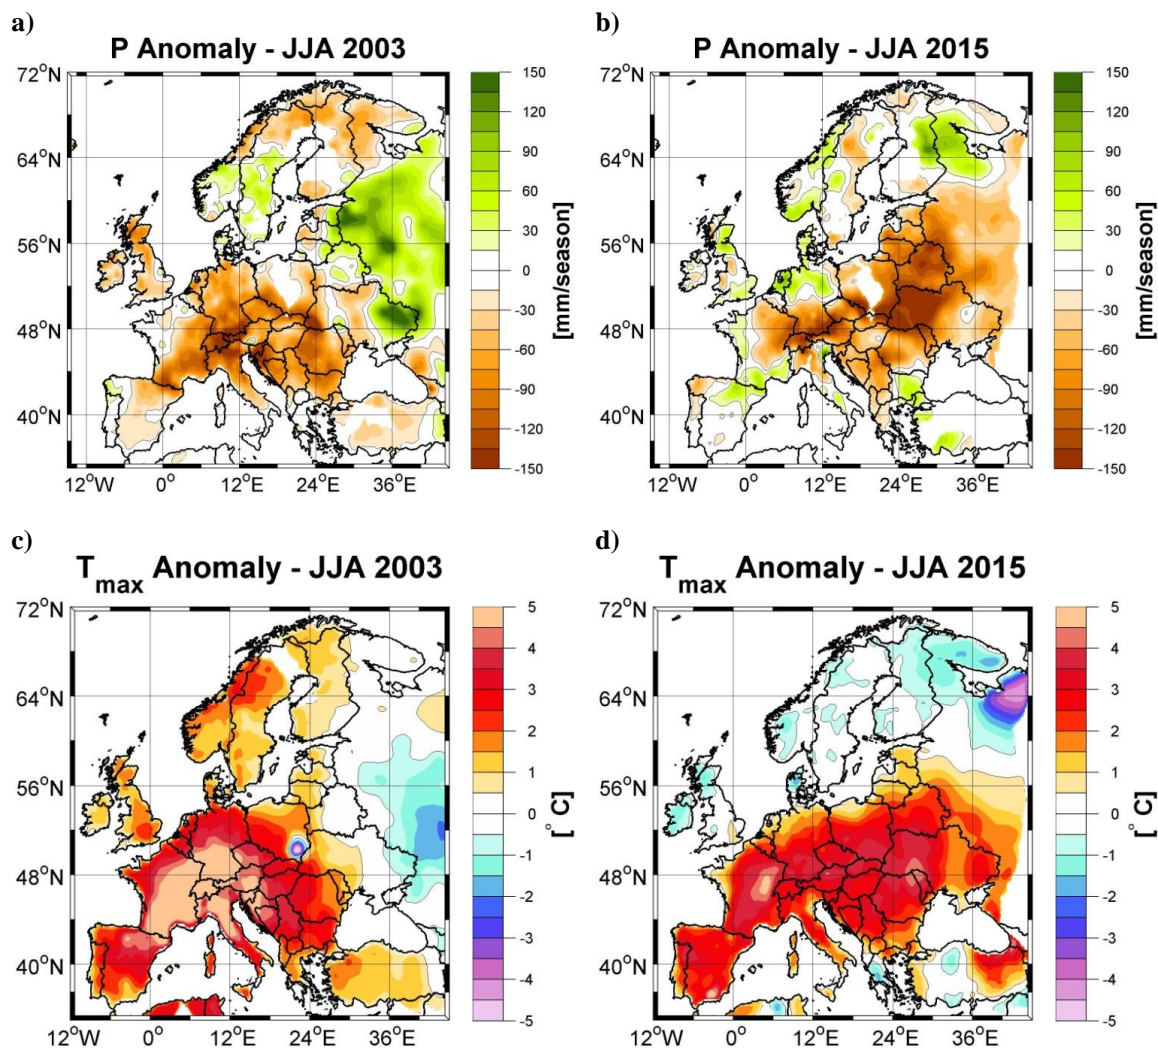 a)
P Anomaly - JJA 2003
72°N
64°N
56°N
48°N
40°N
12°W
0°
12°E
24°E
36°E
150
120
90
60
30
0
-30
-60
-90
-120
-150
[mm/season]
b)
P Anomaly - JJA 2015
72°N
64°N
56°N
48°N
40°N
12°W
0°
12°E
24°E
36°E
150
120
90
60
30
0
-30
-60
-90
-120
-150
[mm/season]
c)
Tmax Anomaly - JJA 2003
72°N
64°N
56°N
48°N
40°N
12°W
0°
12°E
24°E
36°E
5
4
3
2
1
0
-1
-2
-3
-4
-5
[°C]
d)
Tmax Anomaly - JJA 2015
72°N
64°N
56°N
48°N
40°N
12°W
0°
12°E
24°E
36°E
5
4
3
2
1
0
-1
-2
-3
-4
-5
[°C]